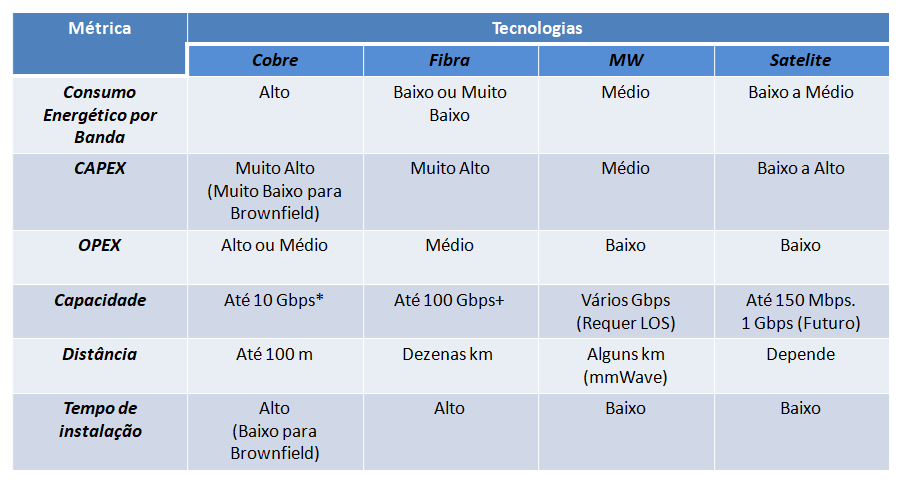 Métrica
Tecnologias
Cobre
Fibra
MW
Satelite
Consumo
Energético por
Banda
Alto
Baixo ou Muito
Baixo
Médio
Baixo a Médio
CAPEX
Muito Alto
(Muito Baixo para
Brownfield)
Muito Alto
Médio
Baixo a Alto
OPEX
Alto ou Médio
Médio
Baixo
Baixo
Capacidade
Até 10 Gbps*
Até 100 Gbps+
Vários Gbps
(Requer LOS)
Até 150 Mbps.
1 Gbps (Futuro)
Distância
Até 100 m
Dezenas km
Alguns km
(mmWave)
Depende
Tempo de
instalação
Alto
(Baixo para
Brownfield)
Alto
Baixo
Baixo